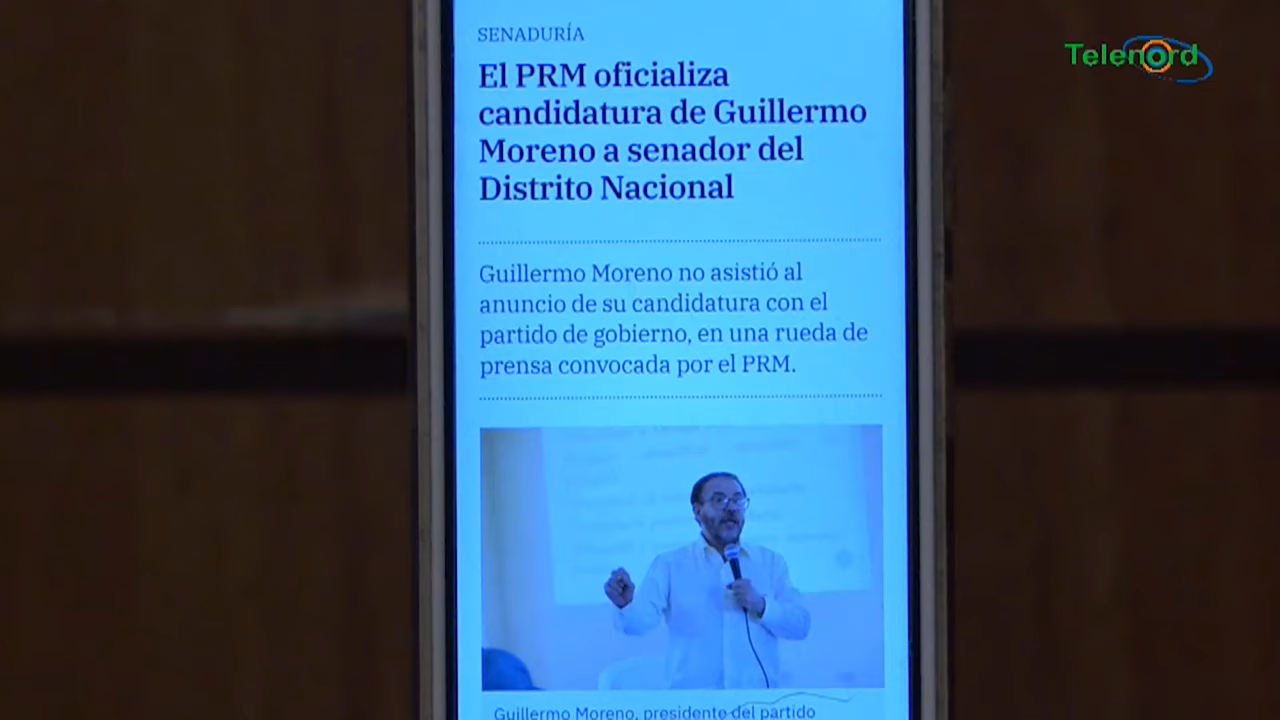 Telenord
SENADURÍA
El PRM oficializa
candidatura de Guillermo
Moreno a senador del
Distrito Nacional
Guillermo Moreno no asistió al
anuncio de su candidatura con el
partido de gobierno, en una rueda de
prensa convocada por el PRM.
Guillermo Moreno, presidente del partido